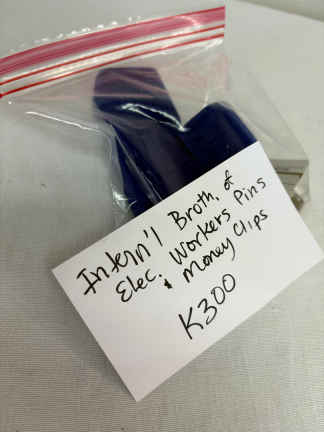 Intern'l Broth. of
Elec. Workers Pins
& Money Clips
K300